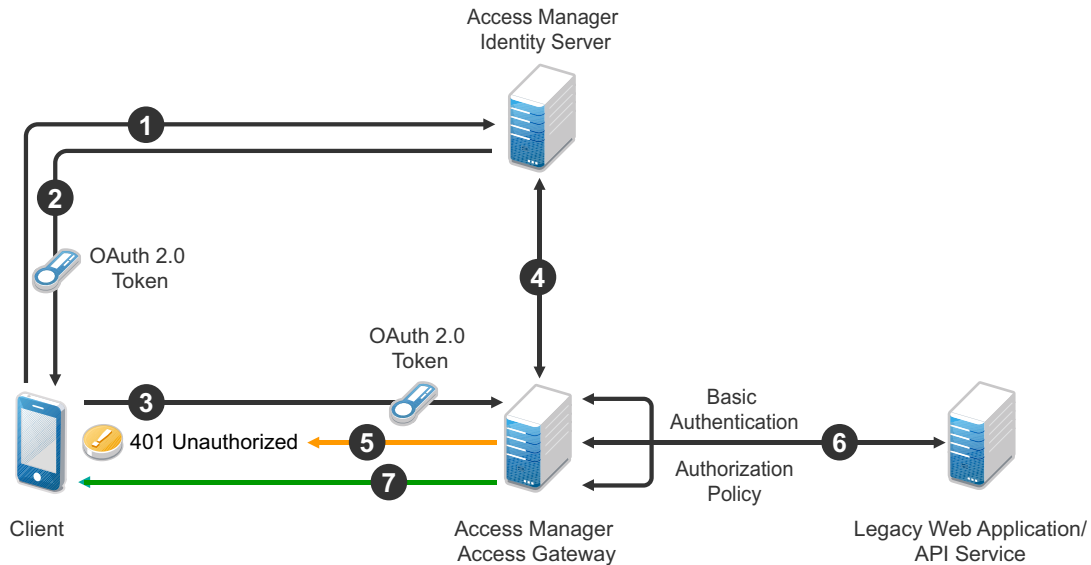 Access Manager
Identity Server
1
2
OAuth 2.0
Token
4
OAuth 2.0
Token
3
Basic
Authentication
401 Unauthorized
5
6
7
Authorization
Policy
Client
Access Manager
Access Gateway
Legacy Web Application/
API Service